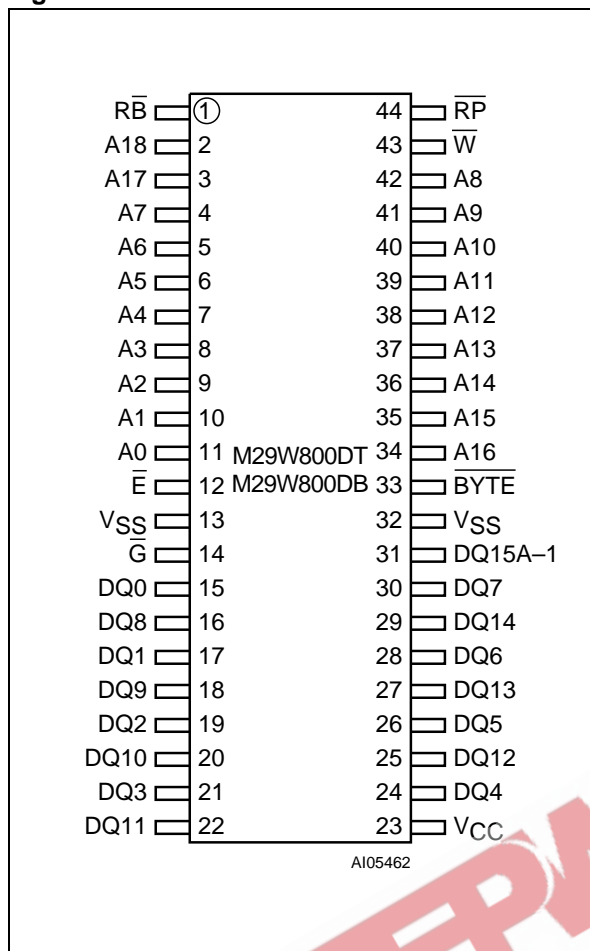 RB̅ 1 44 R̅P̅
A18 2 43 W̅
A17 3 42 A8
A7 4 41 A9
A6 5 40 A10
A5 6 39 A11
A4 7 38 A12
A3 8 37 A13
A2 9 36 A14
A1 10 35 A15
A0 11 M29W800DT 34 A16
E̅ 12 M29W800DB 33 B̅Y̅T̅E̅
VSS 13 32 VSS
G̅ 14 31 DQ15A–1
DQ0 15 30 DQ7
DQ8 16 29 DQ14
DQ1 17 28 DQ6
DQ9 18 27 DQ13
DQ2 19 26 DQ5
DQ10 20 25 DQ12
DQ3 21 24 DQ4
DQ11 22 23 VCC
AI05462